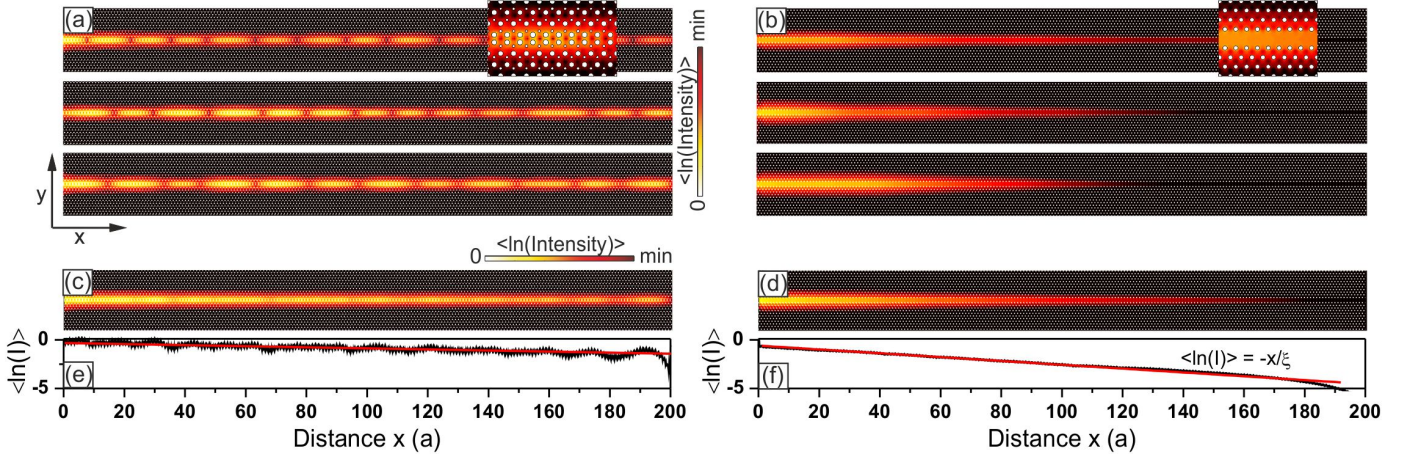 (a)
(b)
0 <ln(Intensity)> min
y
x
0 <ln(Intensity)> min
(c)
(d)
<ln(I)>
0
-5
(e)
0 20 40 60 80 100 120 140 160 180 200
Distance x (a)
<ln(I)>
0
-5
(f)
<ln(I)> = -x/ξ
0 20 40 60 80 100 120 140 160 180 200
Distance x (a)